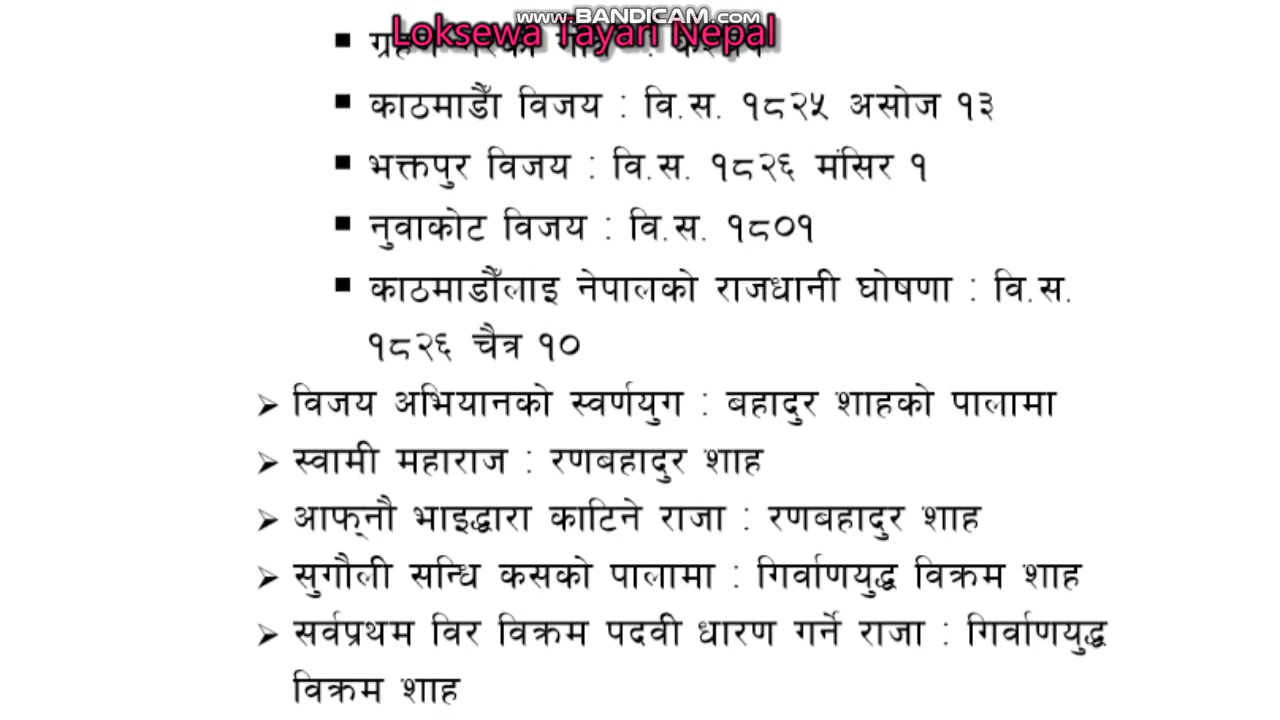 www.BANDICAM.com
Loksewa Tayari Nepal
काठमाडौँ विजय : वि.स. १८२५ असोज १३
भक्तपुर विजय : वि.स. १८२६ मंसिर १
नुवाकोट विजय : वि.स. १८०१
काठमाडौँलाइ नेपालको राजधानी घोषणा : वि.स.
१८२६ चैत्र १०
विजय अभियानको स्वर्णयुग : बहादुर शाहको पालामा
स्वामी महाराज : रणबहादुर शाह
आफ्नौ भाइद्धारा काटिने राजा : रणबहादुर शाह
सुगौली सन्धि कसको पालामा : गिर्वाणयुद्ध विक्रम शाह
सर्वप्रथम विर विक्रम पदवी धारण गर्ने राजा : गिर्वाणयुद्ध
विक्रम शाह